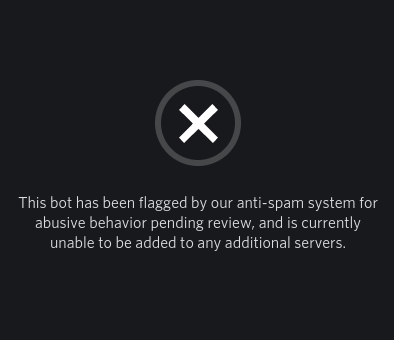 This bot has been flagged by our anti-spam system for
abusive behavior pending review, and is currently
unable to be added to any additional servers.